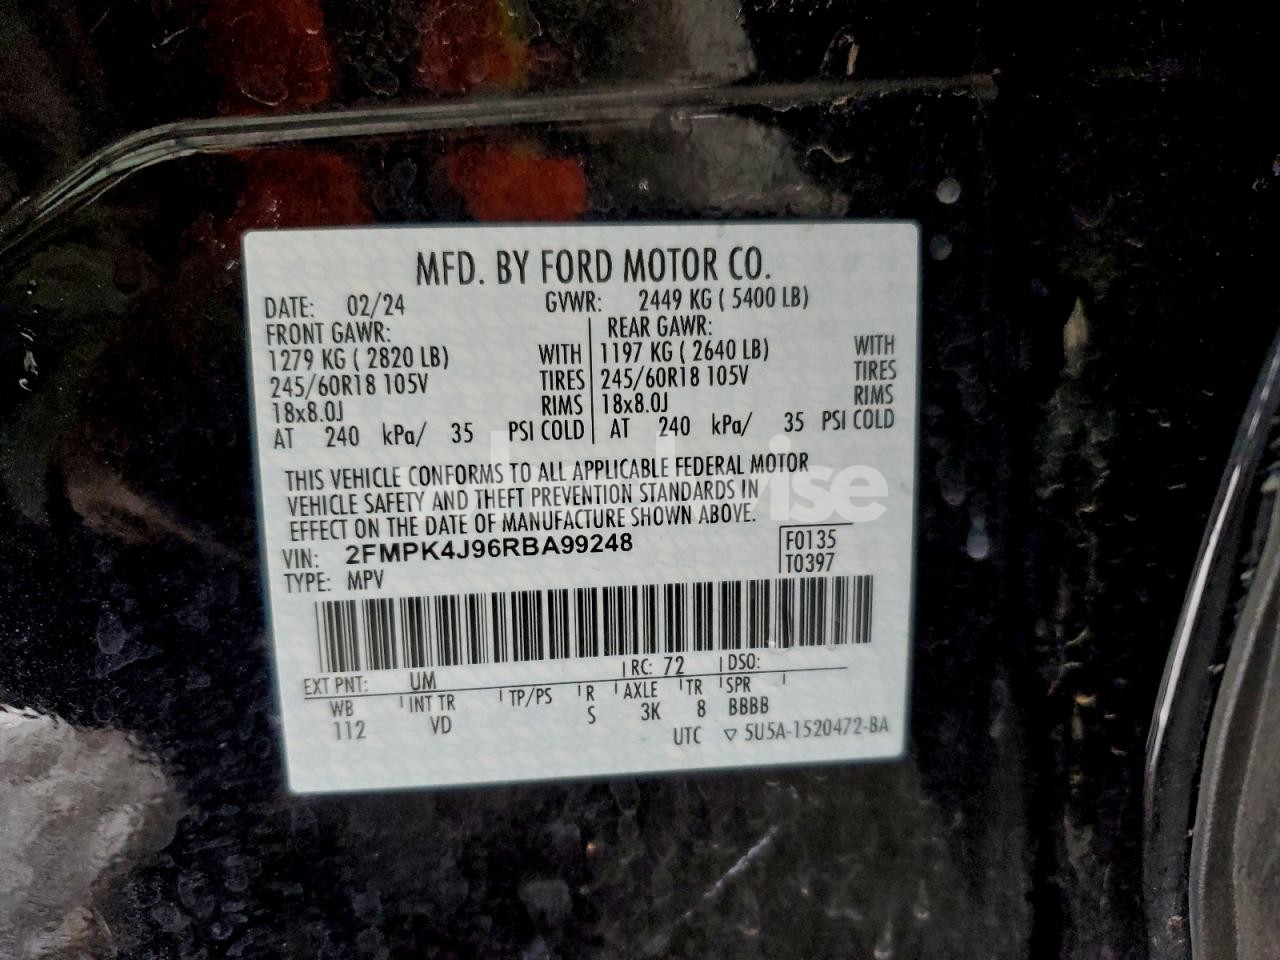 MFD. BY FORD MOTOR CO.
DATE: 02/24 GVWR: 2449 KG ( 5400 LB)
FRONT GAWR: REAR GAWR:
1279 KG ( 2820 LB) WITH 1197 KG ( 2640 LB) WITH
245/60R18 105V TIRES 245/60R18 105V TIRES
18x8.0J RIMS 18x8.0J RIMS
AT 240 kPa/ 35 PSI COLD AT 240 kPa/ 35 PSI COLD
THIS VEHICLE CONFORMS TO ALL APPLICABLE FEDERAL MOTOR
VEHICLE SAFETY AND THEFT PREVENTION STANDARDS IN
EFFECT ON THE DATE OF MANUFACTURE SHOWN ABOVE.
VIN: 2FMPK4J96RBA99248 F0135
TYPE: MPV T0397
EXT PNT: UM RC: 72 DSO:
WB INT TR TP/PS R AXLE TR SPR
112 VD S 3K 8 BBBB
UTC ▽ 5U5A-1520472-BA